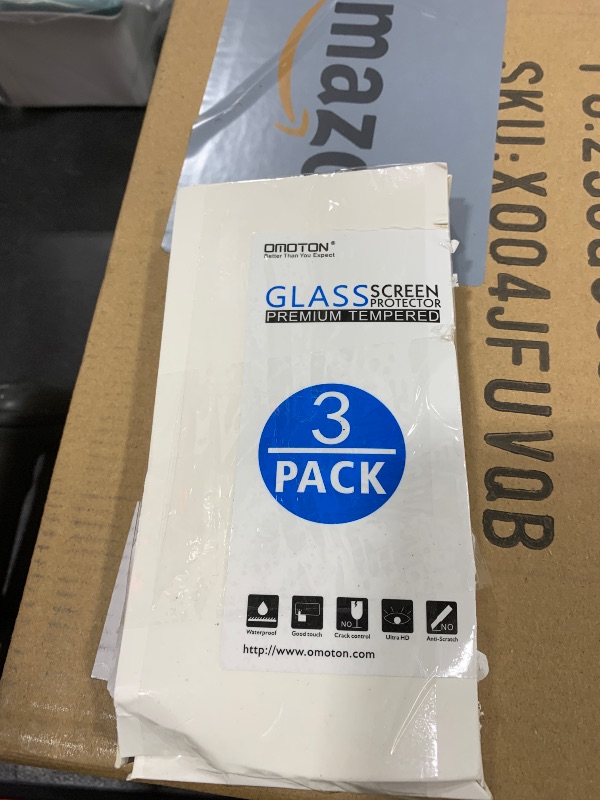 OMOTON®
Better Than You Expect
GLASS SCREEN PROTECTOR
PREMIUM TEMPERED
3
PACK
NO
NO
Waterproof Good touch Crack control Ultra HD Anti-Scratch
http://www.omoton.com
SKU:X004JFUVQB